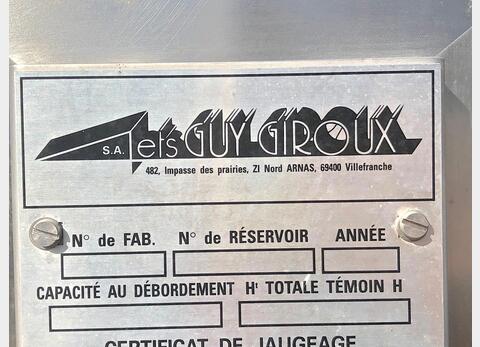 S.A. ets GUY GIROUX
482, Impasse des prairies, ZI Nord ARNAS, 69400 Villefranche
N° de FAB. N° de RÉSERVOIR ANNÉE
CAPACITÉ AU DÉBORDEMENT H' TOTALE TÉMOIN H
CERTIFICAT DE JAUGEAGE